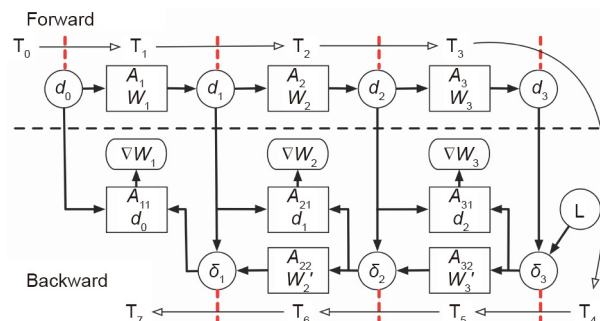 Forward
T₀ T₁ T₂ T₃
d₀ A₁ W₁ d₁ A₂ W₂ d₂ A₃ W₃ d₃
∇W₁ ∇W₂ ∇W₃
A₁₁ d₀ A₂₁ d₁ A₃₁ d₂ L
δ₁ A₂₂ W₂' δ₂ A₃₂ W₃' δ₃
Backward
T₇ T₆ T₅ T₄